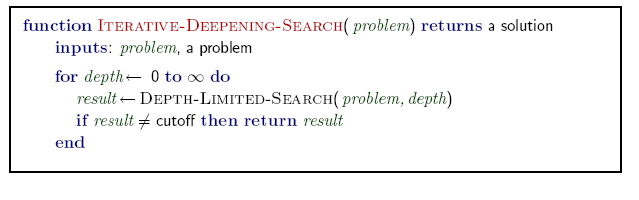 function ITERATIVE-DEEPENING-SEARCH( problem) returns a solution
inputs: problem, a problem
for depth ← 0 to ∞ do
result ← DEPTH-LIMITED-SEARCH( problem, depth)
if result ≠ cutoff then return result
end